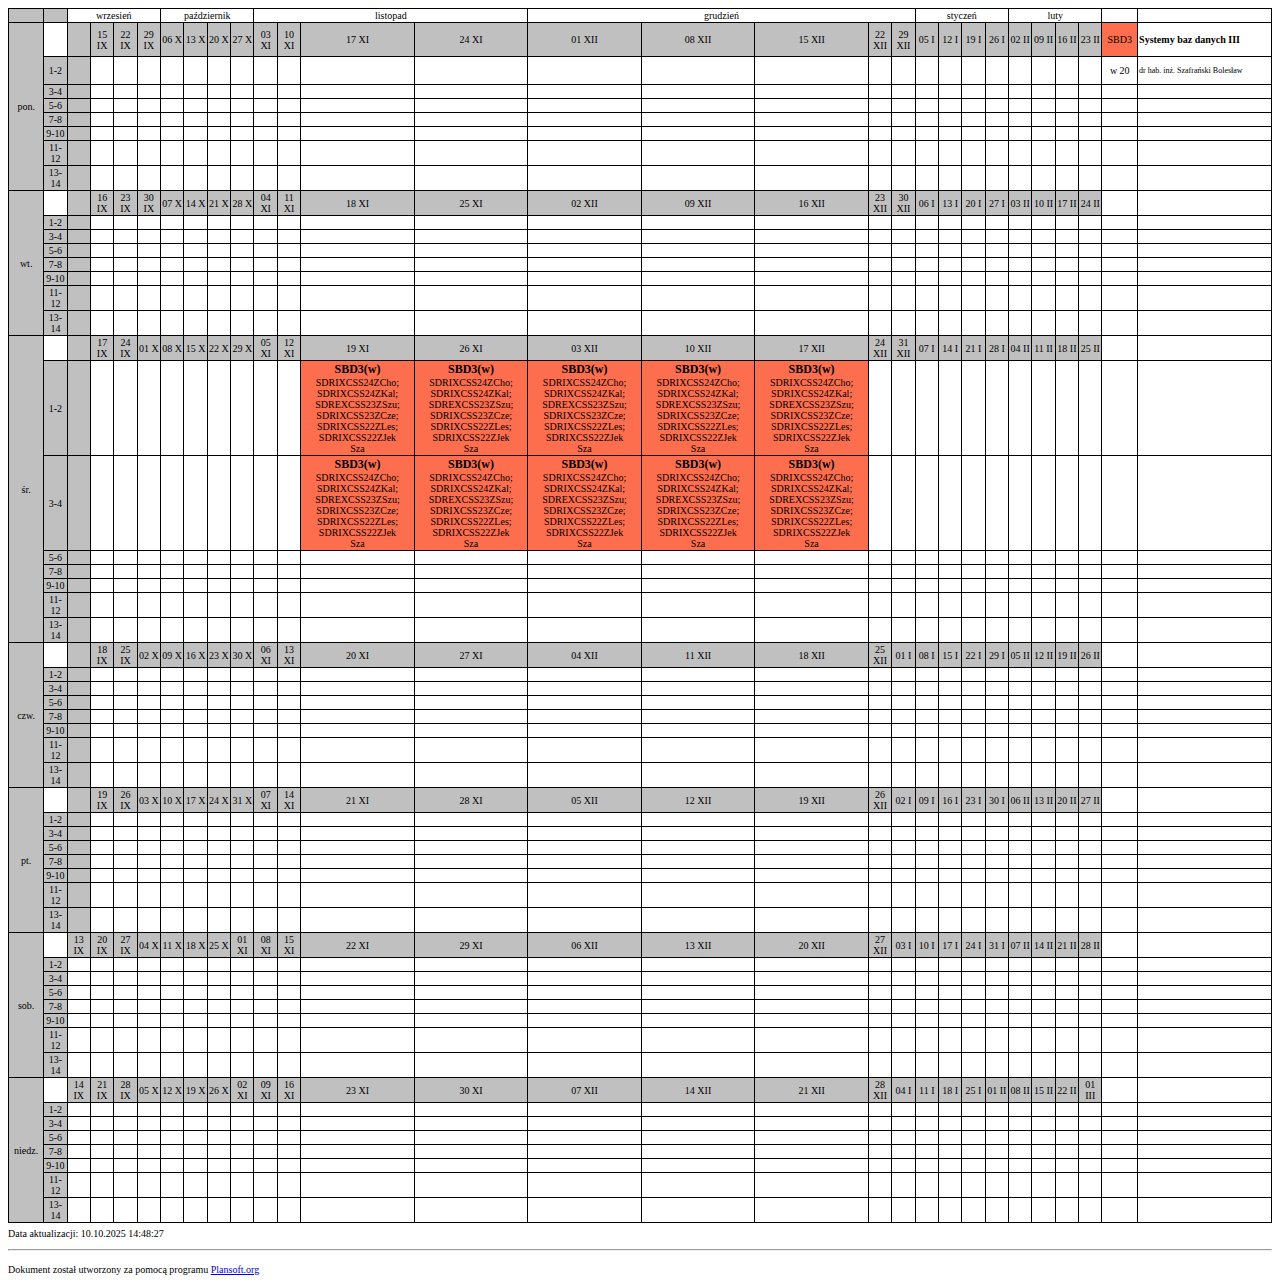 wrzesień październik listopad grudzień styczeń luty
pon. 15 IX 22 IX 29 IX 06 X 13 X 20 X 27 X 03 XI 10 XI 17 XI 24 XI 01 XII 08 XII 15 XII 22 XII 29 XII 05 I 12 I 19 I 26 I 02 II 09 II 16 II 23 II SBD3 Systemy baz danych III
1-2 w 20 dr hab. inż. Szafrański Bolesław
3-4
5-6
7-8
9-10
11-12
13-14
wt. 16 IX 23 IX 30 IX 07 X 14 X 21 X 28 X 04 XI 11 XI 18 XI 25 XI 02 XII 09 XII 16 XII 23 XII 30 XII 06 I 13 I 20 I 27 I 03 II 10 II 17 II 24 II
1-2
3-4
5-6
7-8
9-10
11-12
13-14
śr. 17 IX 24 IX 01 X 08 X 15 X 22 X 29 X 05 XI 12 XI 19 XI 26 XI 03 XII 10 XII 17 XII 24 XII 31 XII 07 I 14 I 21 I 28 I 04 II 11 II 18 II 25 II
1-2
SBD3(w) SBD3(w) SBD3(w) SBD3(w) SBD3(w)
SDRIXCSS24ZCho; SDRIXCSS24ZCho; SDRIXCSS24ZCho; SDRIXCSS24ZCho; SDRIXCSS24ZCho;
SDRIXCSS24ZKal; SDRIXCSS24ZKal; SDRIXCSS24ZKal; SDRIXCSS24ZKal; SDRIXCSS24ZKal;
SDREXCSS23ZSzu; SDREXCSS23ZSzu; SDREXCSS23ZSzu; SDREXCSS23ZSzu; SDREXCSS23ZSzu;
SDRIXCSS23ZCze; SDRIXCSS23ZCze; SDRIXCSS23ZCze; SDRIXCSS23ZCze; SDRIXCSS23ZCze;
SDRIXCSS22ZLes; SDRIXCSS22ZLes; SDRIXCSS22ZLes; SDRIXCSS22ZLes; SDRIXCSS22ZLes;
SDRIXCSS22ZJek SDRIXCSS22ZJek SDRIXCSS22ZJek SDRIXCSS22ZJek SDRIXCSS22ZJek
Sza Sza Sza Sza Sza
3-4
SBD3(w) SBD3(w) SBD3(w) SBD3(w) SBD3(w)
SDRIXCSS24ZCho; SDRIXCSS24ZCho; SDRIXCSS24ZCho; SDRIXCSS24ZCho; SDRIXCSS24ZCho;
SDRIXCSS24ZKal; SDRIXCSS24ZKal; SDRIXCSS24ZKal; SDRIXCSS24ZKal; SDRIXCSS24ZKal;
SDREXCSS23ZSzu; SDREXCSS23ZSzu; SDREXCSS23ZSzu; SDREXCSS23ZSzu; SDREXCSS23ZSzu;
SDRIXCSS23ZCze; SDRIXCSS23ZCze; SDRIXCSS23ZCze; SDRIXCSS23ZCze; SDRIXCSS23ZCze;
SDRIXCSS22ZLes; SDRIXCSS22ZLes; SDRIXCSS22ZLes; SDRIXCSS22ZLes; SDRIXCSS22ZLes;
SDRIXCSS22ZJek SDRIXCSS22ZJek SDRIXCSS22ZJek SDRIXCSS22ZJek SDRIXCSS22ZJek
Sza Sza Sza Sza Sza
5-6
7-8
9-10
11-12
13-14
czw. 18 IX 25 IX 02 X 09 X 16 X 23 X 30 X 06 XI 13 XI 20 XI 27 XI 04 XII 11 XII 18 XII 25 XII 01 I 08 I 15 I 22 I 29 I 05 II 12 II 19 II 26 II
1-2
3-4
5-6
7-8
9-10
11-12
13-14
pt. 19 IX 26 IX 03 X 10 X 17 X 24 X 31 X 07 XI 14 XI 21 XI 28 XI 05 XII 12 XII 19 XII 26 XII 02 I 09 I 16 I 23 I 30 I 06 II 13 II 20 II 27 II
1-2
3-4
5-6
7-8
9-10
11-12
13-14
sob. 13 IX 20 IX 27 IX 04 X 11 X 18 X 25 X 01 XI 08 XI 15 XI 22 XI 29 XI 06 XII 13 XII 20 XII 27 XII 03 I 10 I 17 I 24 I 31 I 07 II 14 II 21 II 28 II
1-2
3-4
5-6
7-8
9-10
11-12
13-14
niedz. 14 IX 21 IX 28 IX 05 X 12 X 19 X 26 X 02 XI 09 XI 16 XI 23 XI 30 XI 07 XII 14 XII 21 XII 28 XII 04 I 11 I 18 I 25 I 01 II 08 II 15 II 22 II 01 III
1-2
3-4
5-6
7-8
9-10
11-12
13-14
Data aktualizacji: 10.10.2025 14:48:27
Dokument został utworzony za pomocą programu Plansoft.org